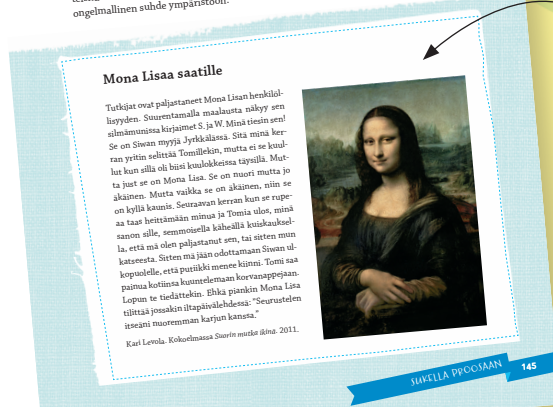 ongelmallinen suhde ympäristöön.
Mona Lisaa saatille
Tutkijat ovat paljastaneet Mona Lisan henkilöl-
lisyyden. Suurentamalla maalausta näkyy sen
silmämunissa kirjaimet S. ja W. Minä tiesin sen!
Se on Siwan myyjä Jyrkkälässä. Sitä minä ker-
ran yritin selittää Tomillekin, mutta ei se kuul-
lut kun sillä oli biisi kuulokkeissa täysillä. Mut-
ta just se on Mona Lisa. Se on nuori mutta jo
äkäinen. Mutta vaikka se on äkäinen, niin se
on kyllä kaunis. Seuraavan kerran kun se rupe-
aa taas heittämään minua ja Tomia ulos, minä
sanon sille, semmoisella käheällä kuiskauksel-
la, että mä olen paljastanut sen, tai sitten mun
katseesta. Sitten mä jään odottamaan Siwan ul-
kopuolelle, että putiikki menee kiinni. Tomi saa
painua kotiinsa kuuntelemaan korvanappejaan.
Lopun te tiedättekin. Ehkä piankin Mona Lisa
tilittää jossakin iltapäivälehdessä: ”Seurustelen
itseäni nuoremman karjun kanssa.”
Kari Levola. Kokoelmassa Suorin mutka ikinä. 2011.
SUKELLA PROOSAAN
145